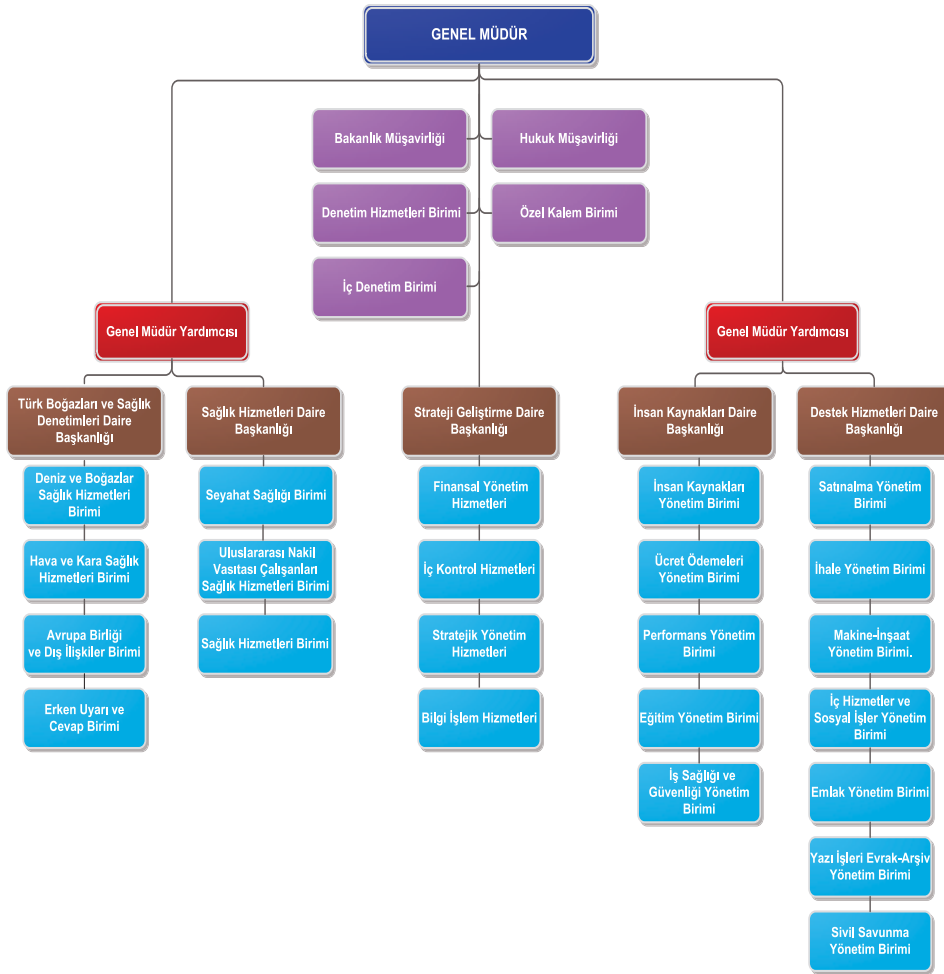 GENEL MÜDÜR
Bakanlık Müşavirliği
Hukuk Müşavirliği
Denetim Hizmetleri Birimi
Özel Kalem Birimi
İç Denetim Birimi
Genel Müdür Yardımcısı
Genel Müdür Yardımcısı
Türk Boğazları ve Sağlık
Denetimleri Daire
Başkanlığı
Deniz ve Boğazlar
Sağlık Hizmetleri
Birimi
Hava ve Kara Sağlık
Hizmetleri Birimi
Avrupa Birliği
ve Dış İlişkiler Birimi
Erken Uyarı ve
Cevap Birimi
Sağlık Hizmetleri Daire
Başkanlığı
Seyahat Sağlığı Birimi
Uluslararası Nakil
Vasıtası Çalışanları
Sağlık Hizmetleri Birimi
Sağlık Hizmetleri Birimi
Strateji Geliştirme Daire
Başkanlığı
Finansal Yönetim
Hizmetleri
İç Kontrol Hizmetleri
Stratejik Yönetim
Hizmetleri
Bilgi İşlem Hizmetleri
İnsan Kaynakları Daire
Başkanlığı
İnsan Kaynakları
Yönetim Birimi
Ücret Ödemeleri
Yönetim Birimi
Performans Yönetim
Birimi
Eğitim Yönetim Birimi
İş Sağlığı ve
Güvenliği Yönetim
Birimi
Destek Hizmetleri Daire
Başkanlığı
Satınalma Yönetim
Birimi
İhale Yönetim Birimi
Makine-İnşaat
Yönetim Birimi.
İç Hizmetler ve
Sosyal İşler Yönetim
Birimi
Emlak Yönetim Birimi
Yazı İşleri Evrak-Arşiv
Yönetim Birimi
Sivil Savunma
Yönetim Birimi